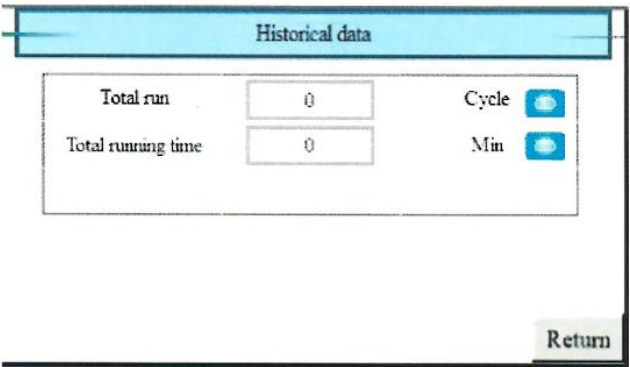 Historical data
Total run 0 Cycle
Total running time 0 Min
Return